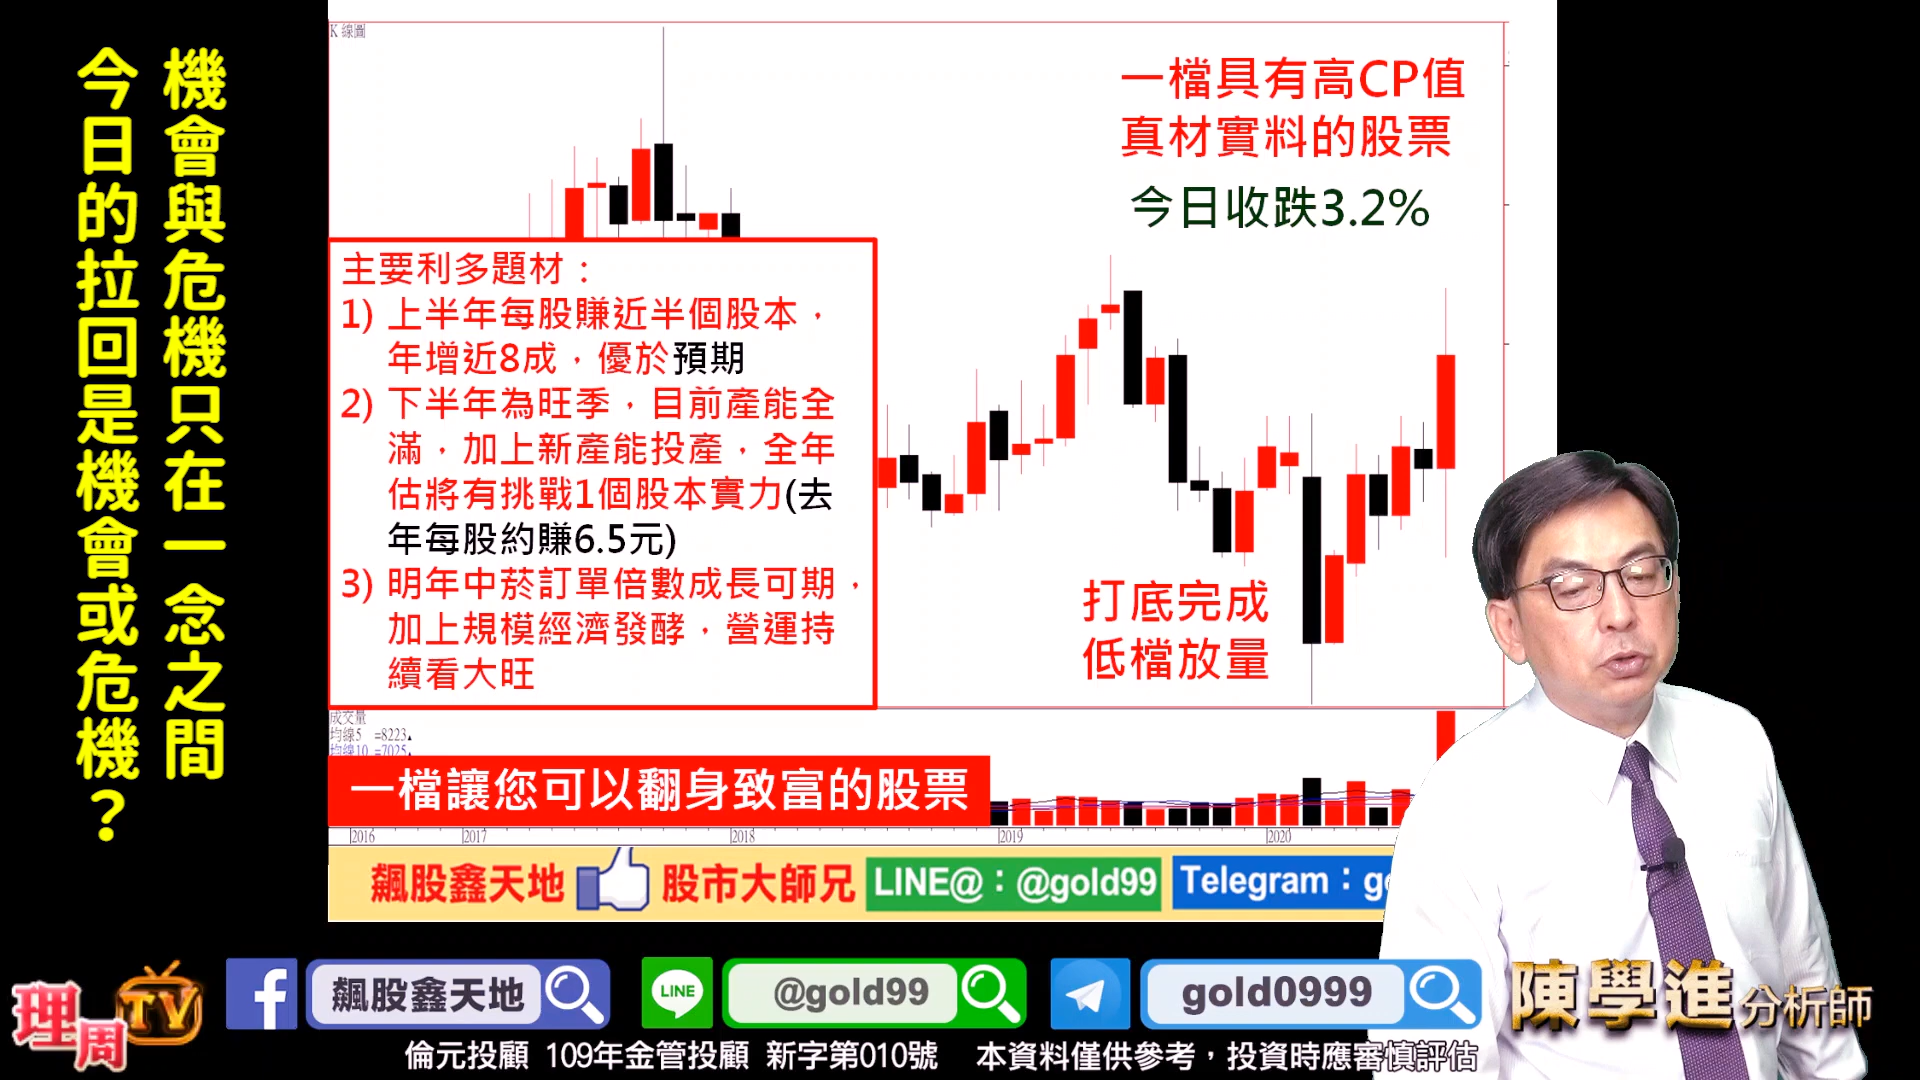 機會與危機只在一念之間
今日的拉回是機會或危機？
K 線圖
一檔具有高CP值
真材實料的股票
今日收跌3.2%
主要利多題材：
1) 上半年每股賺近半個股本，
年增近8成，優於預期
2) 下半年為旺季，目前產能全
滿，加上新產能投產，全年
估將有挑戰1個股本實力(去
年每股約賺6.5元)
3) 明年中菸訂單倍數成長可期，
加上規模經濟發酵，營運持
續看大旺
打底完成
低檔放量
成交量
均線5 =8223
均線10 =7025
一檔讓您可以翻身致富的股票
2016 2017 2018 2019 2020
飆股鑫天地 股市大師兄 LINE@：@gold99 Telegram：
理周TV 飆股鑫天地 LINE @gold99 gold0999 陳學進分析師
倫元投顧 109年金管投顧 新字第010號 本資料僅供參考，投資時應審慎評估